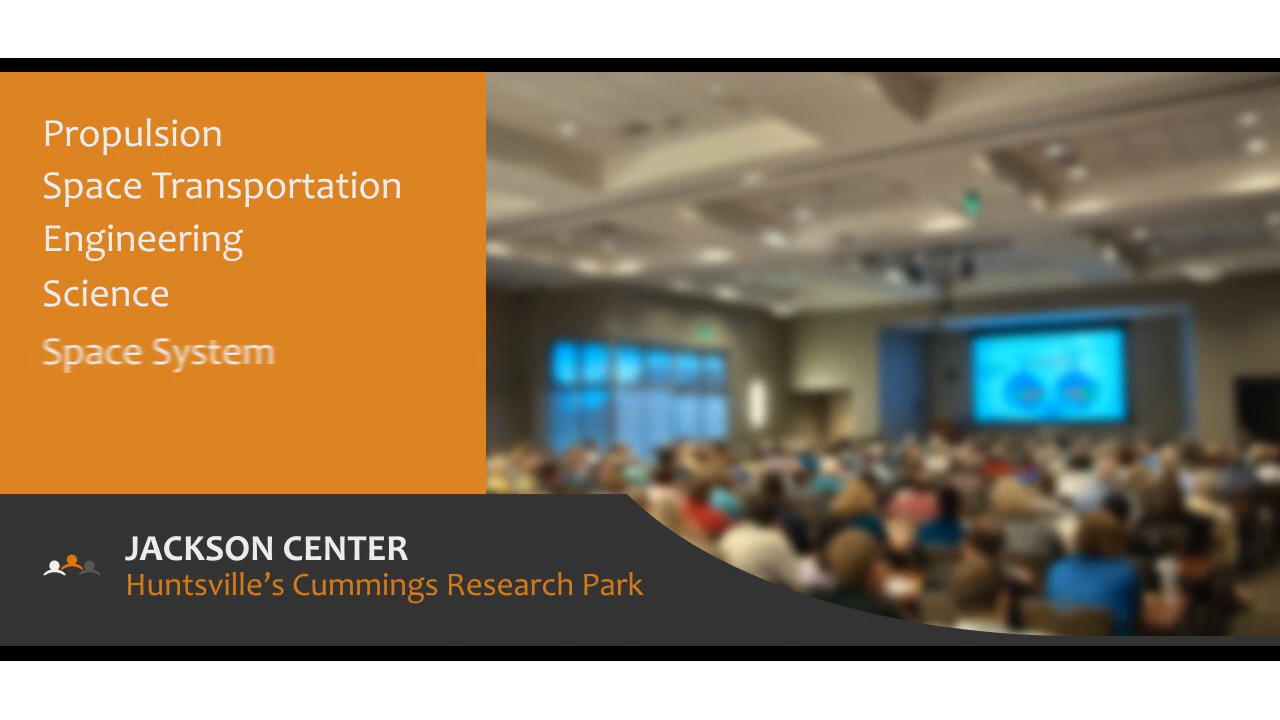 Propulsion
Space Transportation
Engineering
Science
Space System
JACKSON CENTER
Huntsville’s Cummings Research Park